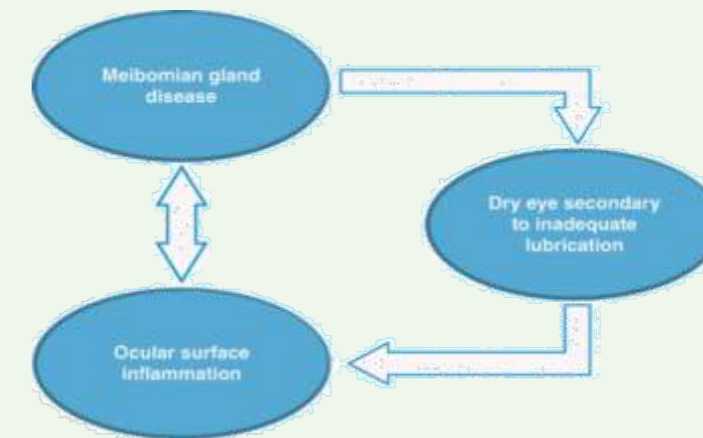 Meibomian gland
disease
Dry eye secondary
to inadequate
lubrication
Ocular surface
inflammation